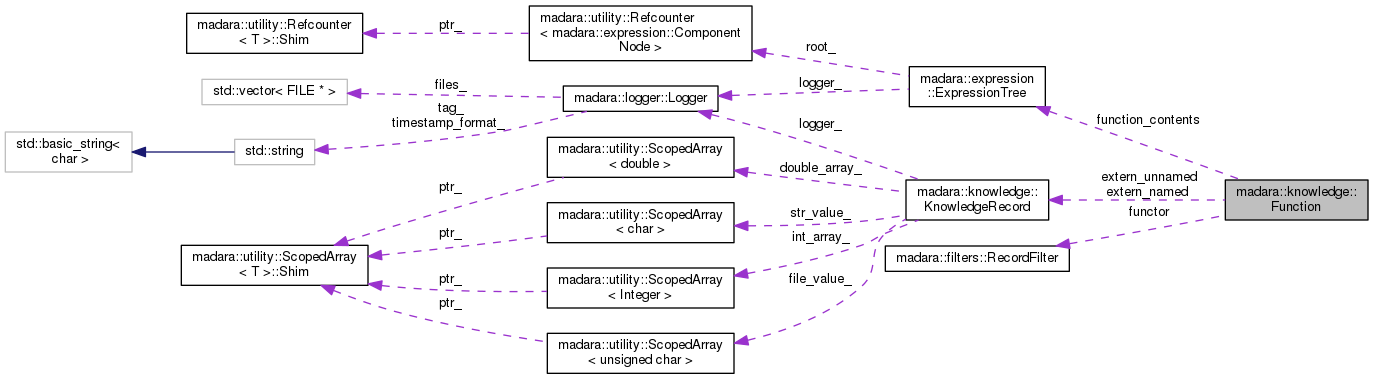 madara::utility::Refcounter
< T >::Shim
ptr_
madara::utility::Refcounter
< madara::expression::Component
Node >
root_
std::vector< FILE * >
files_
madara::logger::Logger
logger_
madara::expression
::ExpressionTree
tag_
timestamp_format_
std::basic_string<
char >
std::string
logger_
function_contents
madara::utility::ScopedArray
< double >
double_array_
ptr_
madara::knowledge::
KnowledgeRecord
extern_unnamed
extern_named
madara::knowledge::
Function
madara::utility::ScopedArray
< char >
str_value_
ptr_
functor
int_array_
madara::utility::ScopedArray
< T >::Shim
madara::filters::RecordFilter
ptr_
madara::utility::ScopedArray
< Integer >
file_value_
ptr_
madara::utility::ScopedArray
< unsigned char >